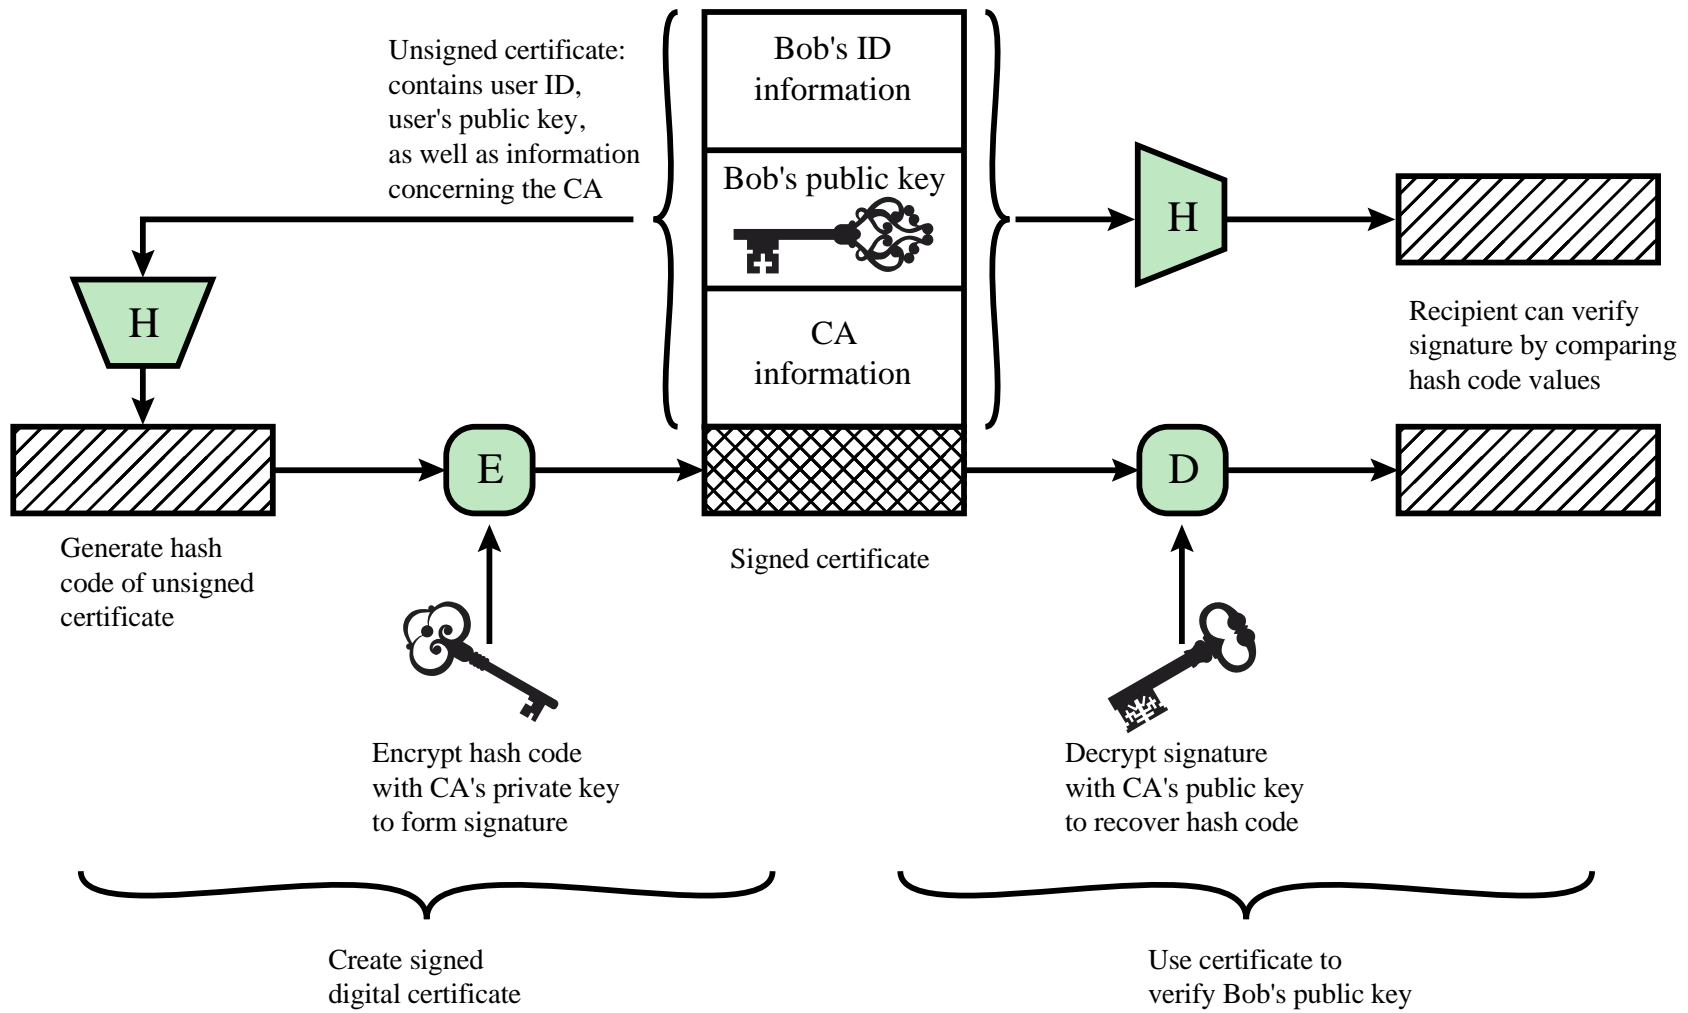 Unsigned certificate:
contains user ID,
user's public key,
as well as information
concerning the CA
Bob's ID
information
Bob's public key
CA
information
H
H
Recipient can verify
signature by comparing
hash code values
E
D
Generate hash
code of unsigned
certificate
Signed certificate
Encrypt hash code
with CA's private key
to form signature
Decrypt signature
with CA's public key
to recover hash code
Create signed
digital certificate
Use certificate to
verify Bob's public key